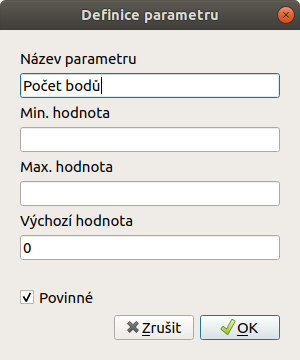 Definice parametru
Název parametru
Počet bodů
Min. hodnota
Max. hodnota
Výchozí hodnota
0
Povinné
Zrušit
OK